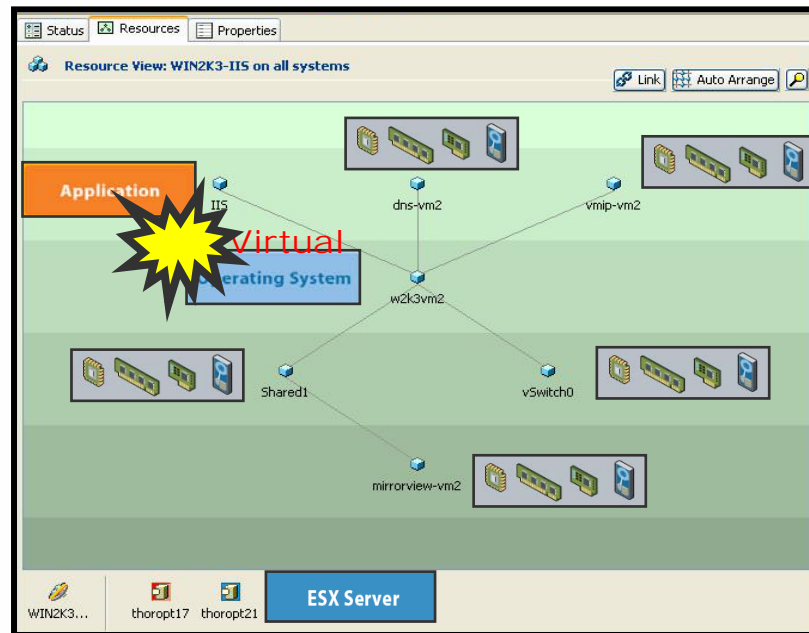 Status Resources Properties
Resource View: WIN2K3-IIS on all systems
Link Auto Arrange
Application
IIS
dns-vm2
vmip-vm2
Virtual
Operating System
w2k3vm2
Shared1
vSwitch0
mirrorview-vm2
WIN2K3... thoropt17 thoropt21
ESX Server